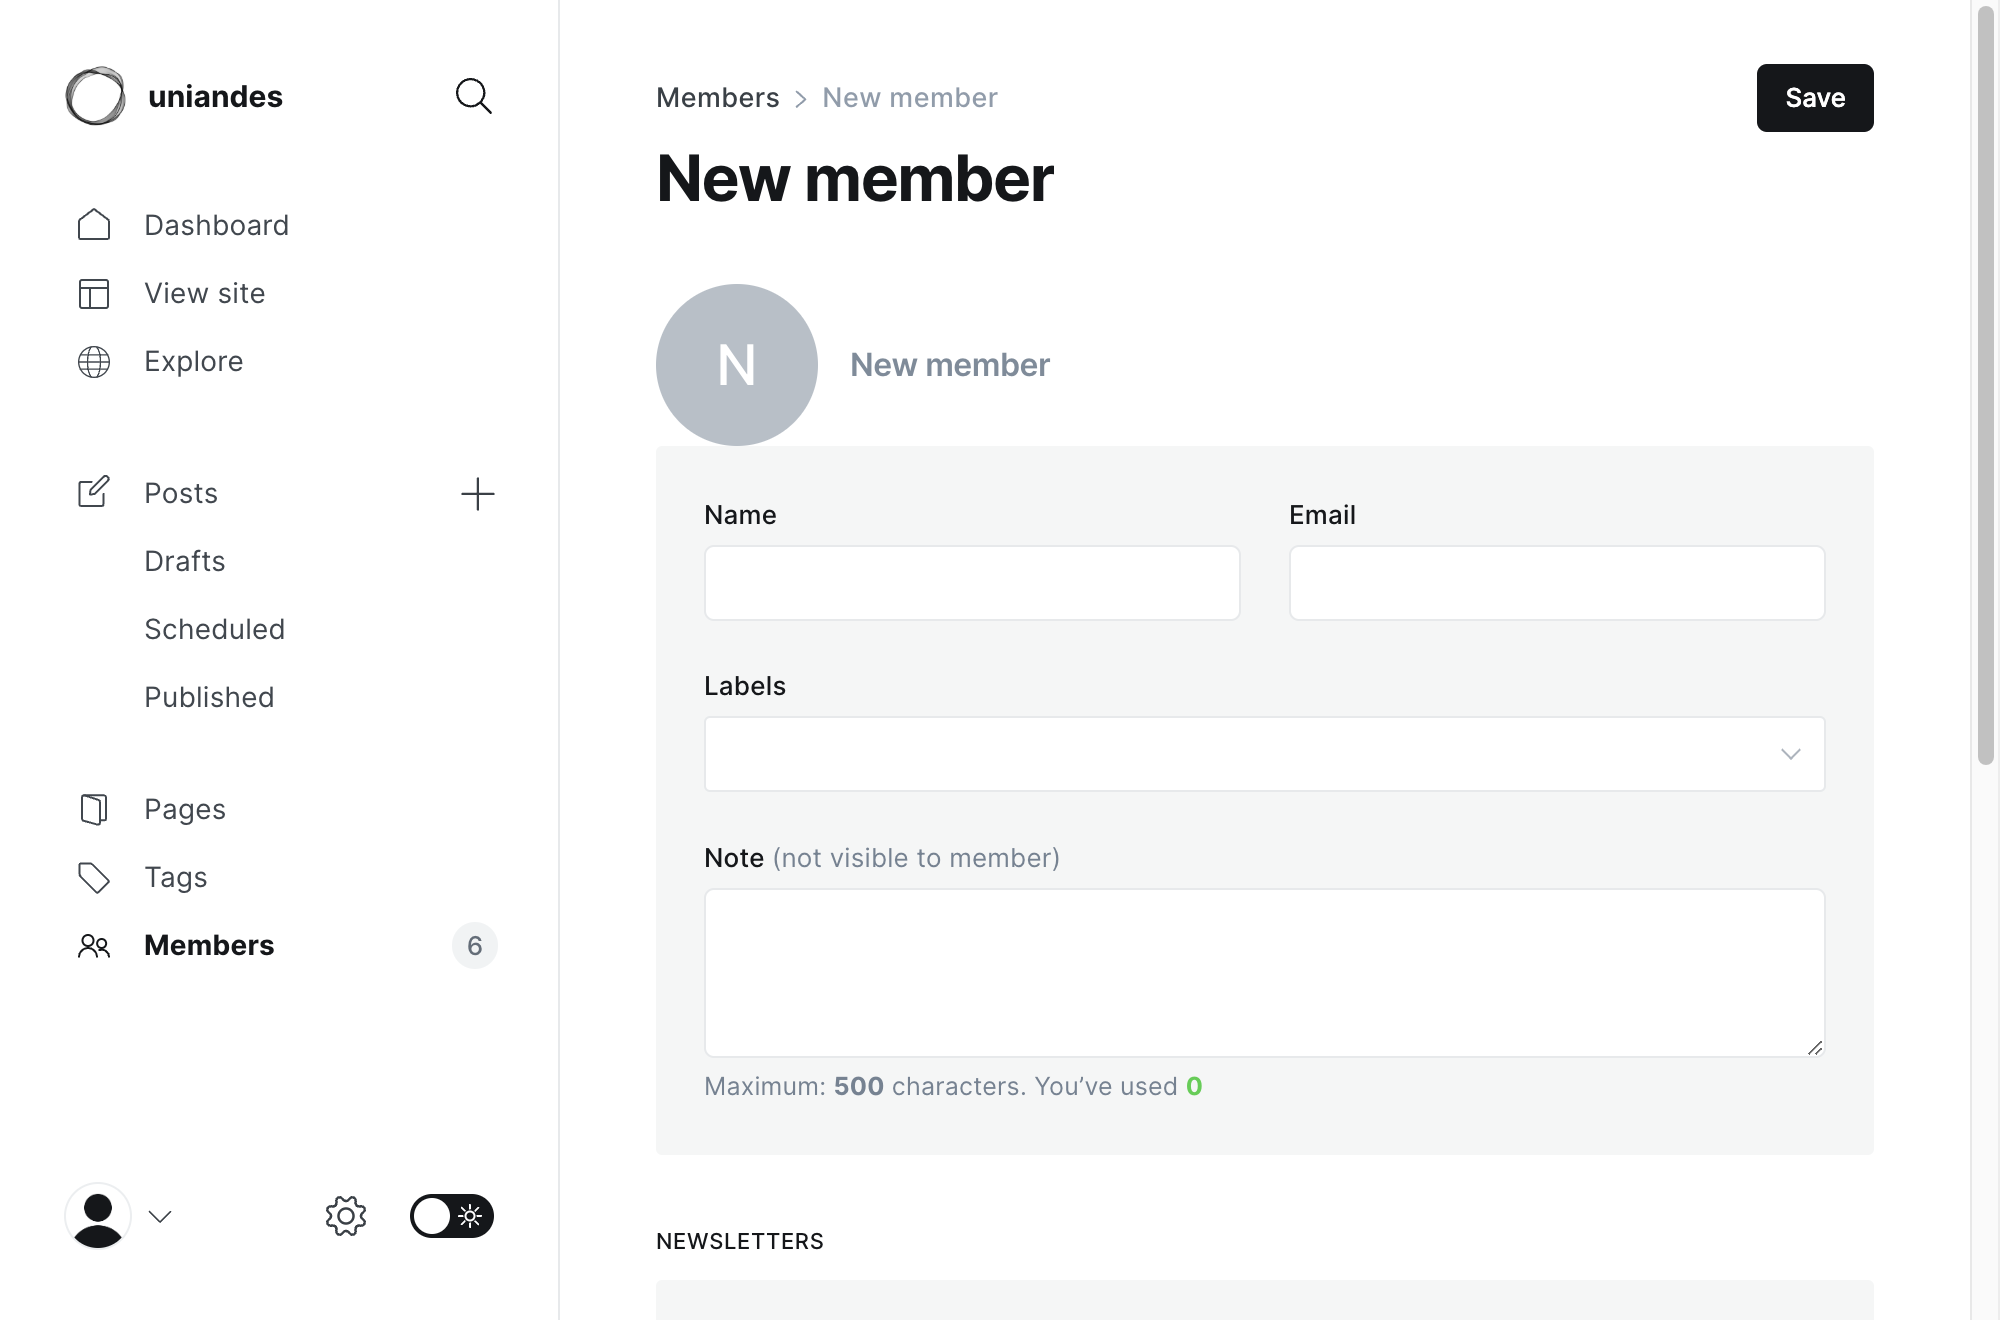 uniandes
Dashboard
View site
Explore
Posts
Drafts
Scheduled
Published
Pages
Tags
Members 6
Members > New member
Save
New member
N
New member
Name
Email
Labels
Note (not visible to member)
Maximum: 500 characters. You’ve used 0
NEWSLETTERS